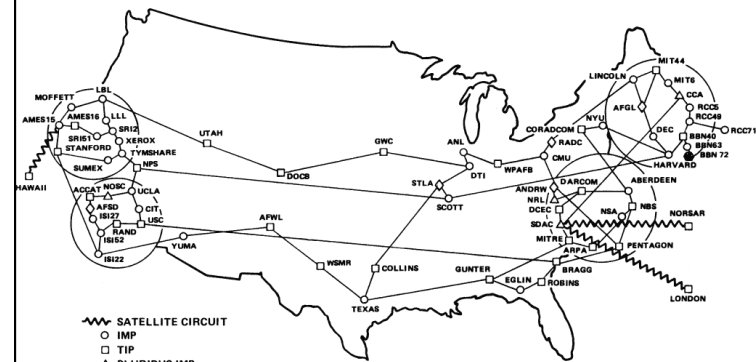 MIT44
LINCOLN
MIT6
CCA
RCC5
RCC49
RCC71
AFGL
DEC
BBN40
BBN63
BBN 72
HARVARD
NYU
CORADCOM
RADC
CMU
MOFFETT
LBL
AMES15
AMES16
LLL
SRI2
SRI51
XEROX
STANFORD
TYMSHARE
SUMEX
NPS
HAWAII
UTAH
DOCB
GWC
ANL
DTI
WPAFB
STLA
SCOTT
ACCAT
NOSC
UCLA
AFSD
ISI27
CIT
RAND
USC
ISI52
ISI22
YUMA
AFWL
WSMR
COLLINS
TEXAS
GUNTER
EGLIN
ROBINS
BRAGG
ANDRW
DARCOM
ABERDEEN
NRL
DCEC
NSA
NBS
SDAC
NORSAR
MITRE
ARPA
PENTAGON
LONDON
SATELLITE CIRCUIT
IMP
TIP
PLURIBUS IMP